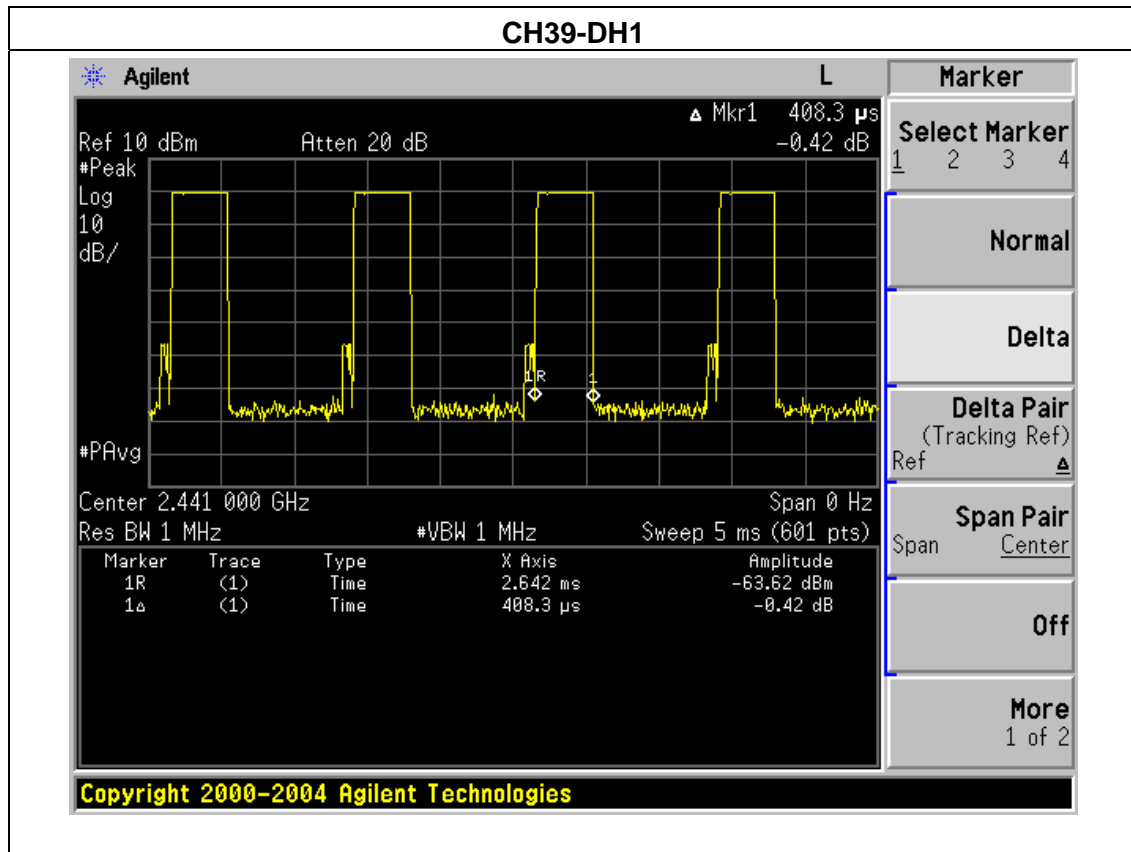 CH39-DH1
Agilent L Marker
Δ Mkr1 408.3 µs
Ref 10 dBm Atten 20 dB -0.42 dB
Select Marker
1 2 3 4
#Peak
Log
10
dB/
Normal
Delta
1R 1
Delta Pair
(Tracking Ref)
Ref Δ
#PAvg
Center 2.441 000 GHz Span 0 Hz
Res BW 1 MHz #VBW 1 MHz Sweep 5 ms (601 pts)
Span Pair
Span Center
Marker Trace Type X Axis Amplitude
1R (1) Time 2.642 ms -63.62 dBm
1Δ (1) Time 408.3 µs -0.42 dB
Off
More
1 of 2
Copyright 2000-2004 Agilent Technologies